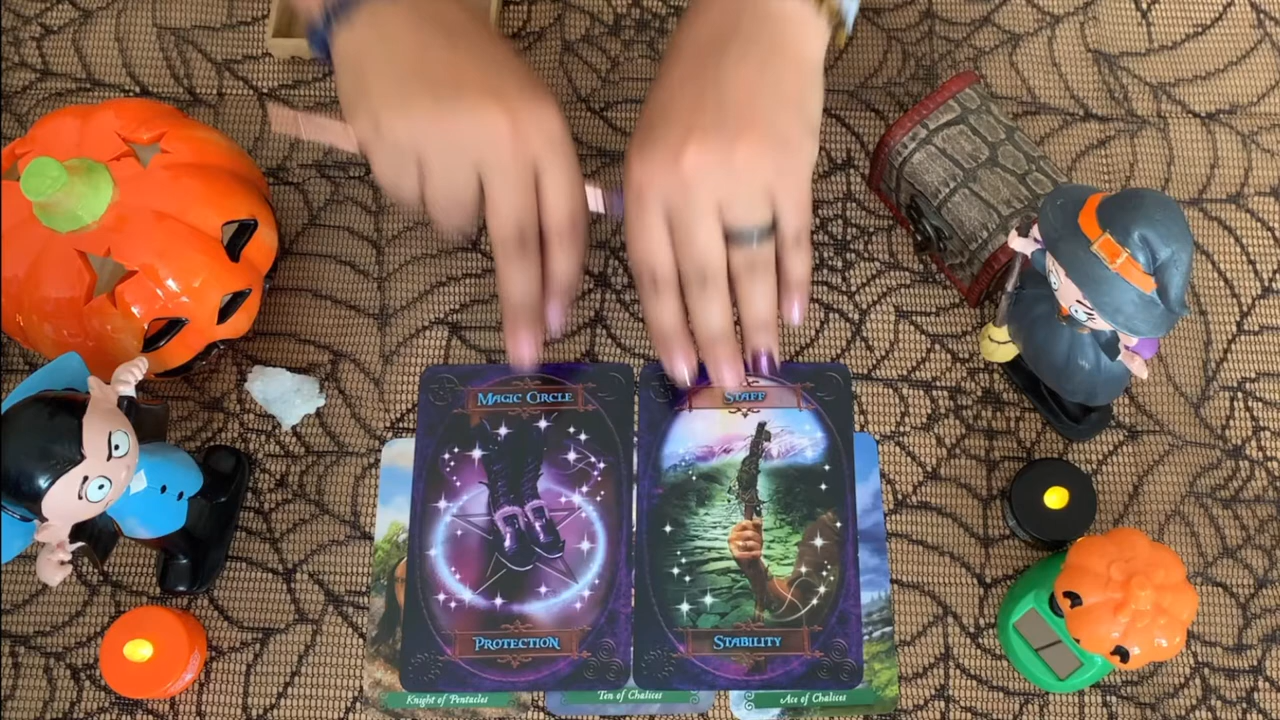 MAGIC CIRCLE
STAFF
PROTECTION
STABILITY
Knight of Pentacles
Ten of Chalices
Ace of Chalices